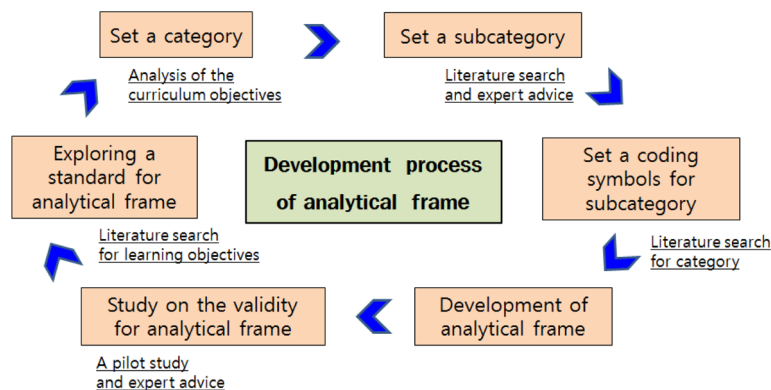 Set a category
Set a subcategory
Analysis of the
curriculum objectives
Literature search
and expert advice
Exploring a
standard for
analytical frame
Development process
of analytical frame
Set a coding
symbols for
subcategory
Literature search
for learning objectives
Literature search
for category
Study on the validity
for analytical frame
Development of
analytical frame
A pilot study
and expert advice